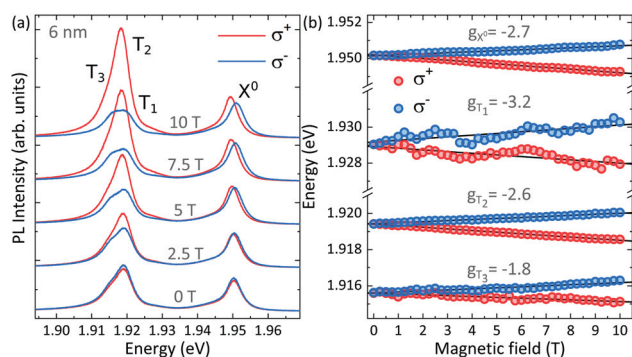 (a)
6 nm
σ+
σ-
T2
T3
T1
X0
10 T
7.5 T
5 T
2.5 T
0 T
PL Intensity (arb. units)
1.90 1.91 1.92 1.93 1.94 1.95 1.96
Energy (eV)
(b)
1.952
gX0= -2.7
1.950
σ+
σ-
gT1= -3.2
1.930
1.928
gT2= -2.6
1.920
1.918
gT3= -1.8
1.916
Energy (eV)
0 1 2 3 4 5 6 7 8 9 10
Magnetic field (T)